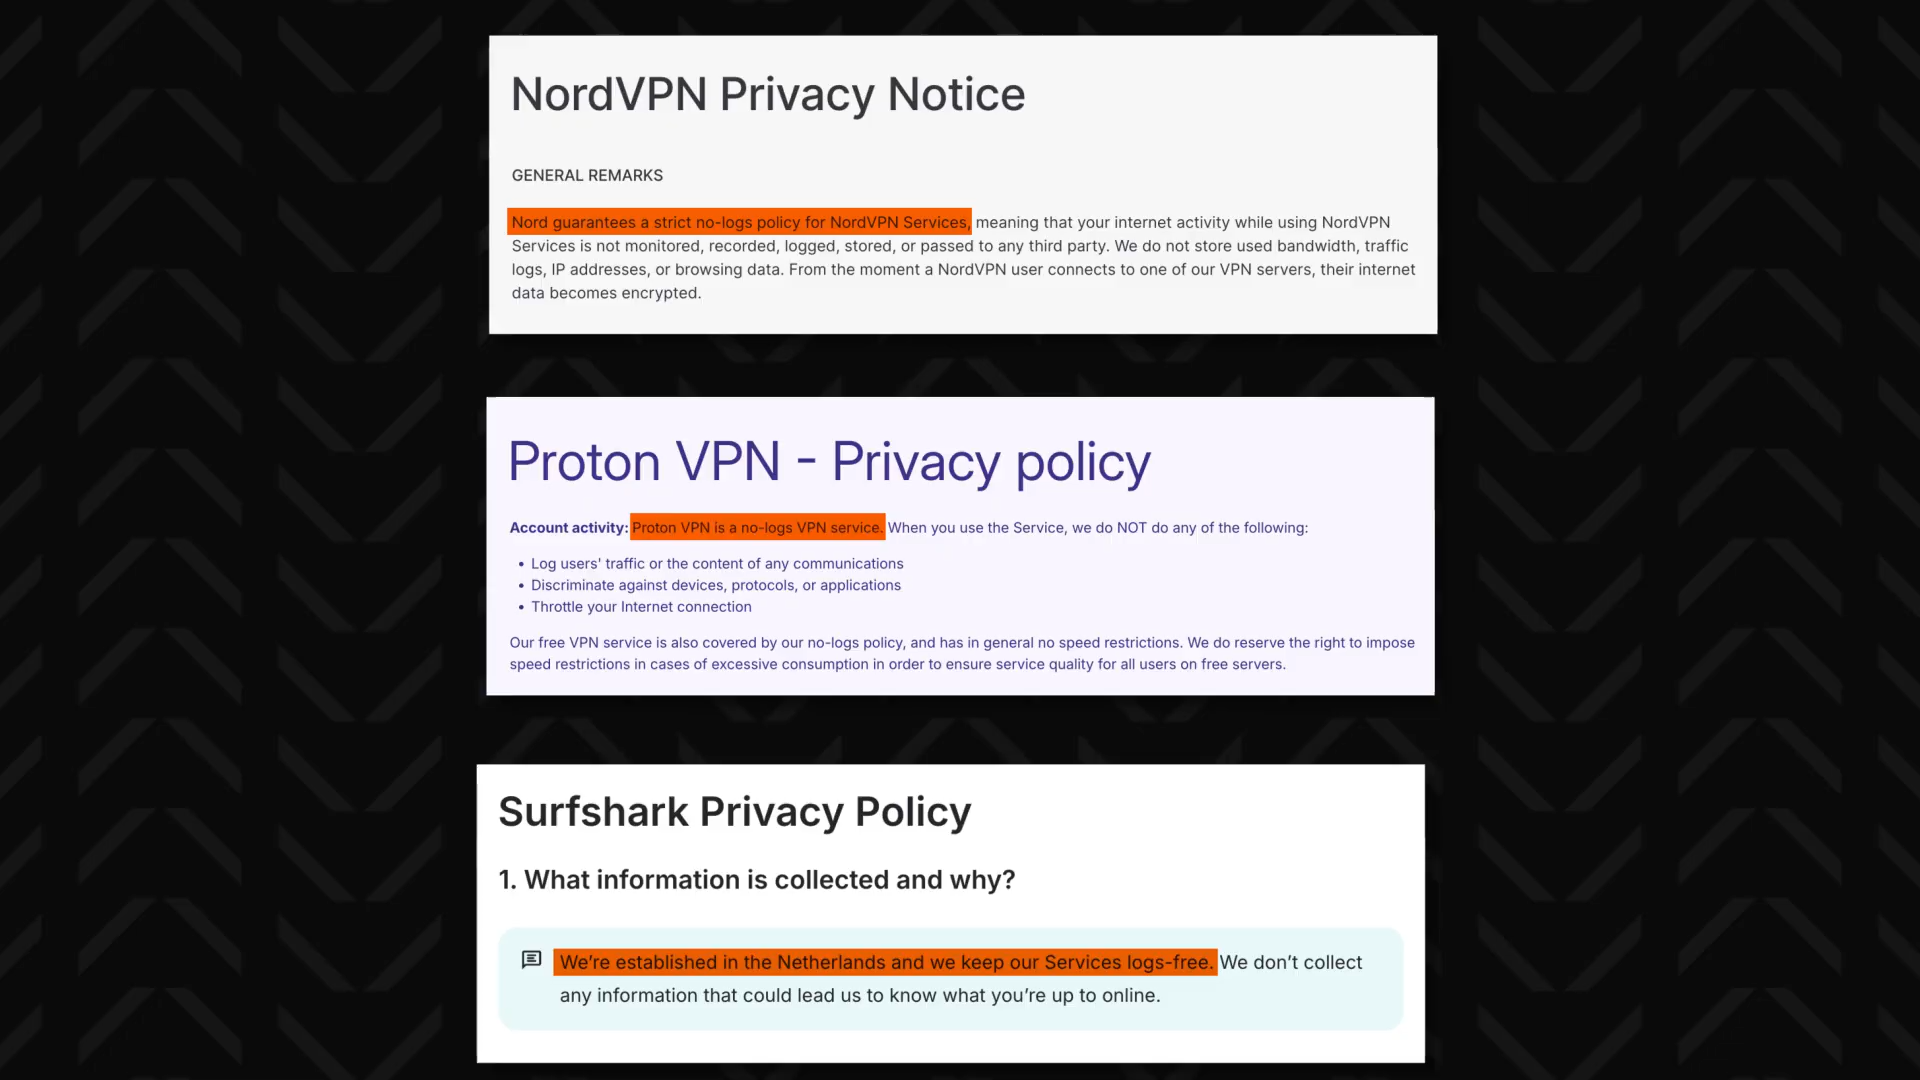 NordVPN Privacy Notice
GENERAL REMARKS
Nord guarantees a strict no-logs policy for NordVPN Services, meaning that your internet activity while using NordVPN
Services is not monitored, recorded, logged, stored, or passed to any third party. We do not store used bandwidth, traffic
logs, IP addresses, or browsing data. From the moment a NordVPN user connects to one of our VPN servers, their internet
data becomes encrypted.
Proton VPN - Privacy policy
Account activity: Proton VPN is a no-logs VPN service. When you use the Service, we do NOT do any of the following:
• Log users' traffic or the content of any communications
• Discriminate against devices, protocols, or applications
• Throttle your Internet connection
Our free VPN service is also covered by our no-logs policy, and has in general no speed restrictions. We do reserve the right to impose
speed restrictions in cases of excessive consumption in order to ensure service quality for all users on free servers.
Surfshark Privacy Policy
1. What information is collected and why?
We’re established in the Netherlands and we keep our Services logs-free. We don’t collect
any information that could lead us to know what you’re up to online.